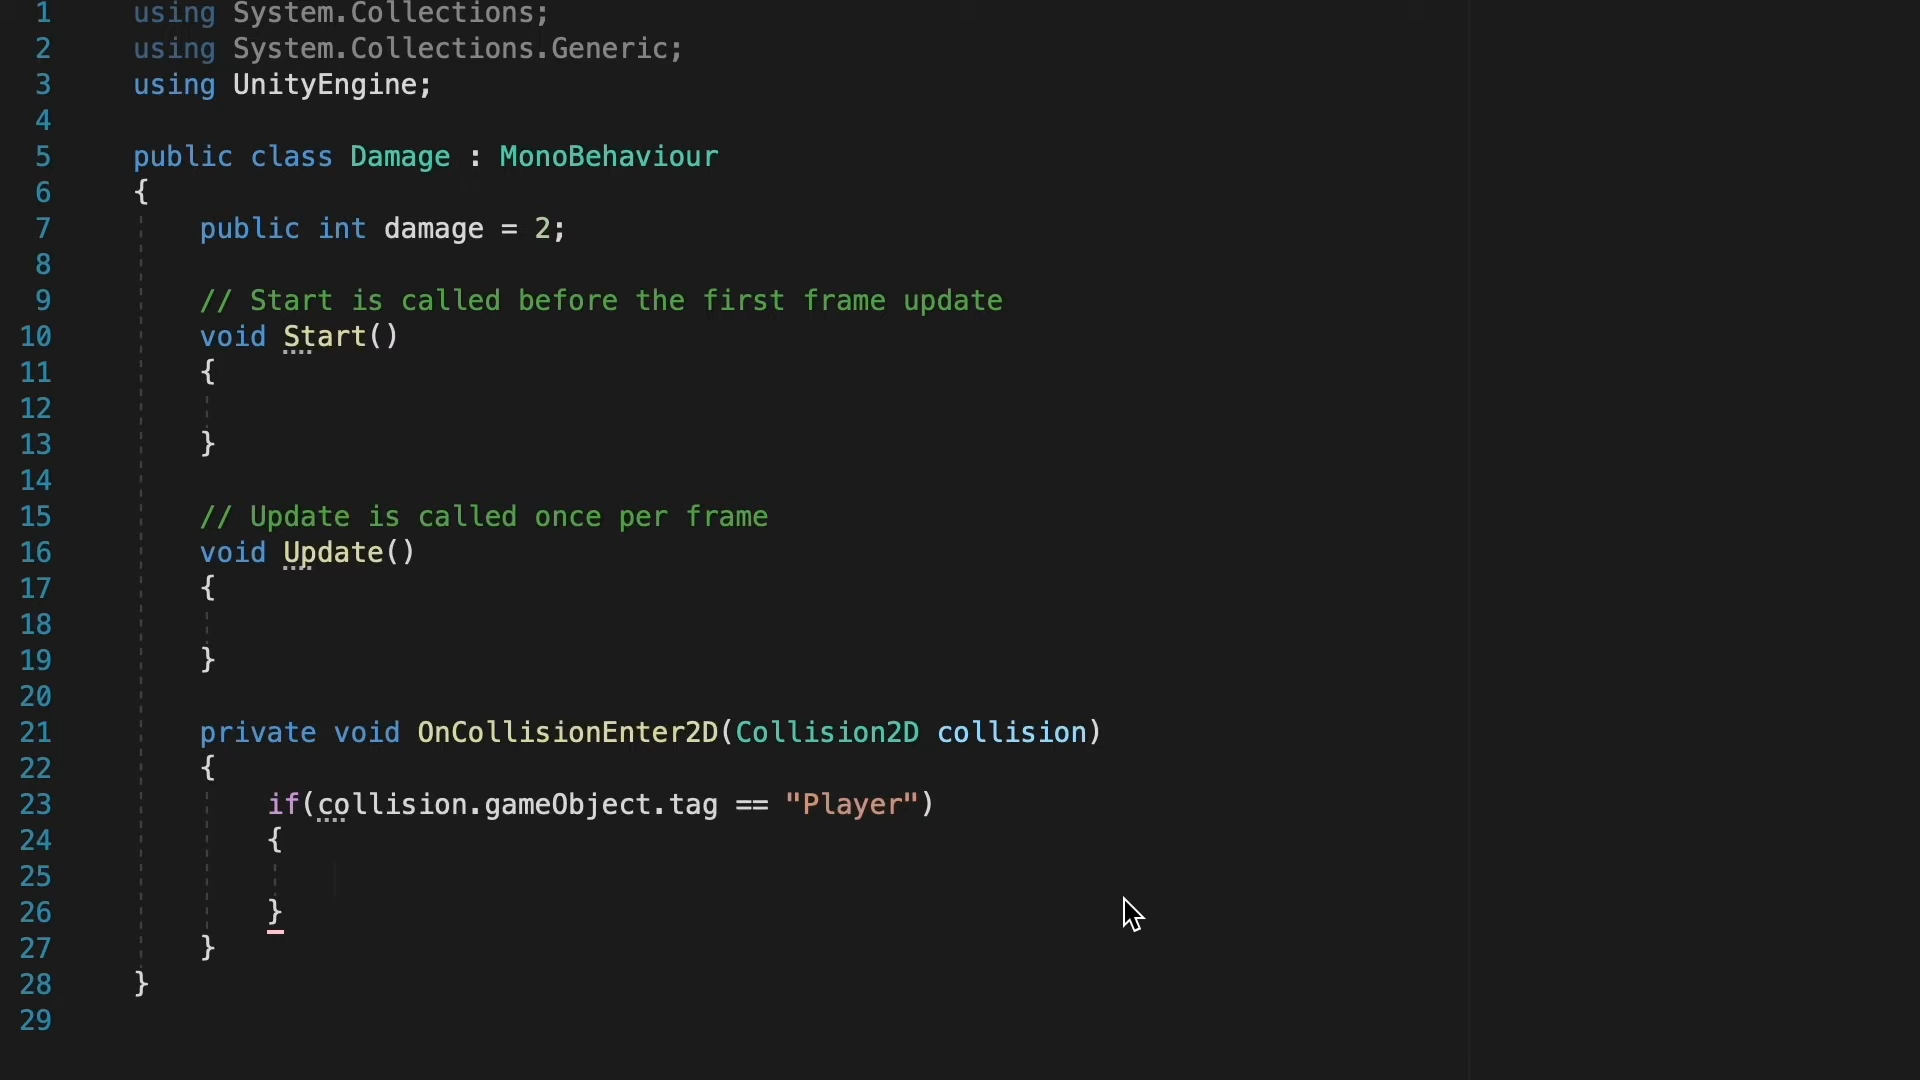 1 using System.Collections;
2 using System.Collections.Generic;
3 using UnityEngine;
4
5 public class Damage : MonoBehaviour
6 {
7 public int damage = 2;
8
9 // Start is called before the first frame update
10 void Start()
11 {
12
13 }
14
15 // Update is called once per frame
16 void Update()
17 {
18
19 }
20
21 private void OnCollisionEnter2D(Collision2D collision)
22 {
23 if(collision.gameObject.tag == "Player")
24 {
25
26 }
27 }
28 }
29